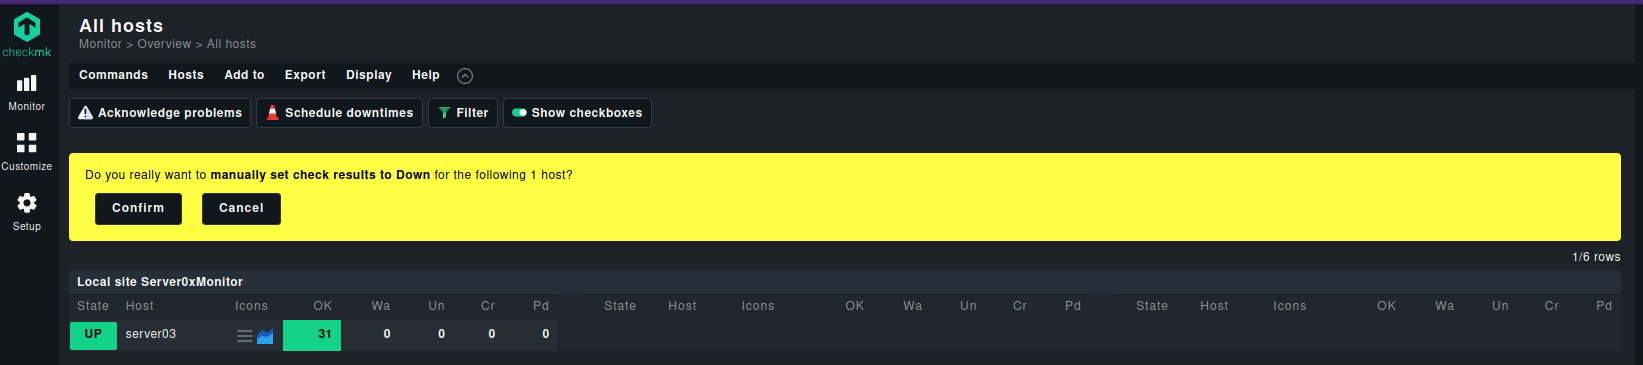 All hosts
Monitor > Overview > All hosts
checkmk
Monitor
Customize
Setup
Commands Hosts Add to Export Display Help
Acknowledge problems Schedule downtimes Filter Show checkboxes
Do you really want to manually set check results to Down for the following 1 host?
Confirm Cancel
1/6 rows
Local site Server0xMonitor
State Host Icons OK Wa Un Cr Pd State Host Icons OK Wa Un Cr Pd State Host Icons OK Wa Un Cr Pd
UP server03 31 0 0 0 0